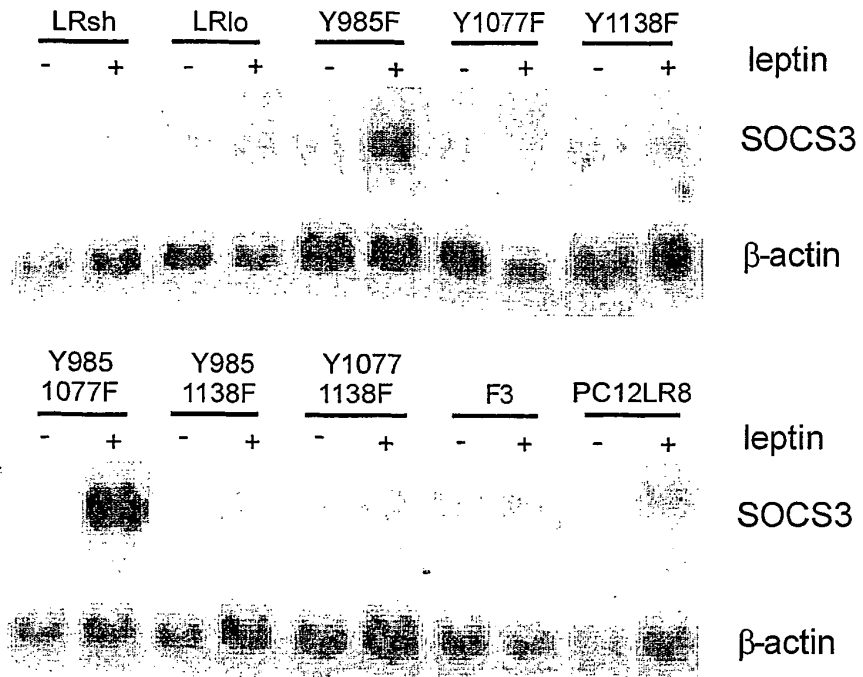 LRsh LRlo Y985F Y1077F Y1138F
- + - + - + - + - + leptin
SOCS3
β-actin
Y985 Y985 Y1077
1077F 1138F 1138F F3 PC12LR8
- + - + - + - + - + leptin
SOCS3
β-actin